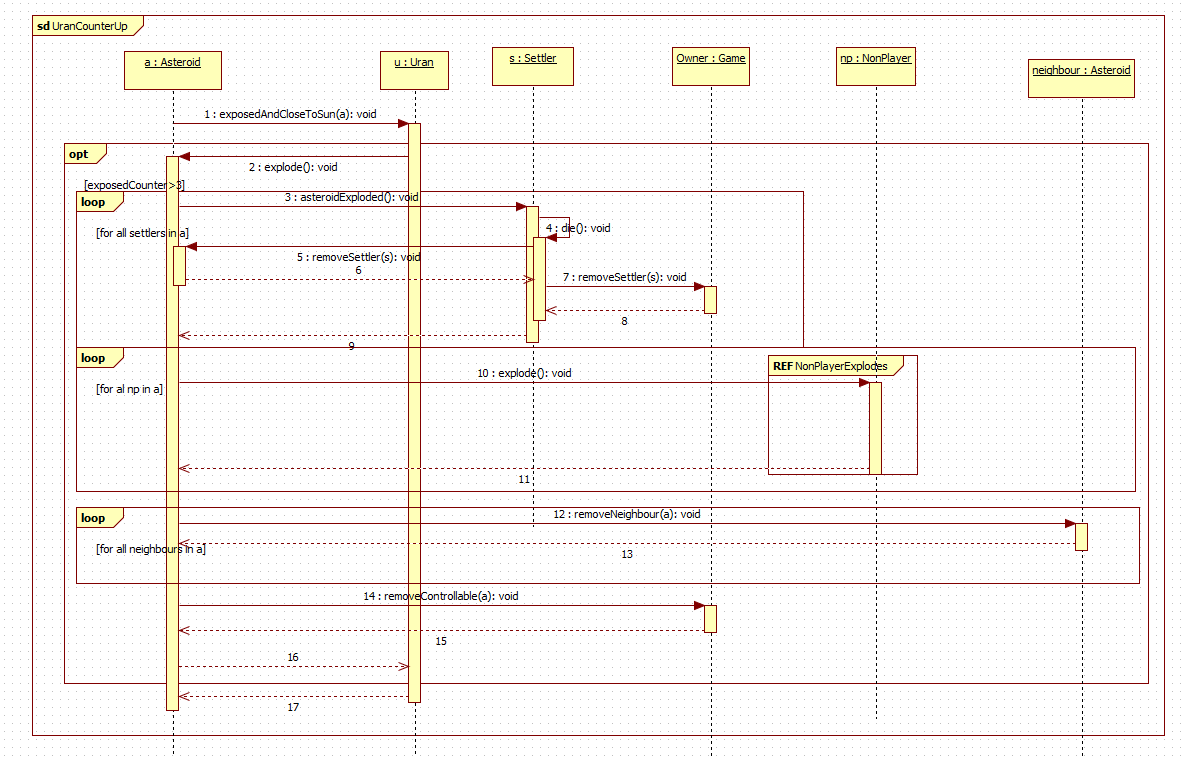 sd UranCounterUp
a : Asteroid
u : Uran
s : Settler
Owner : Game
np : NonPlayer
neighbour : Asteroid
1 : exposedAndCloseToSun(a): void
opt
2 : explode(): void
[exposedCounter>3]
loop
3 : asteroidExploded(): void
[for all settlers in a]
4 : die(): void
5 : removeSettler(s): void
6
7 : removeSettler(s): void
8
9
loop
REF NonPlayerExplodes
[for al np in a]
10 : explode(): void
11
loop
12 : removeNeighbour(a): void
[for all neighbours in a]
13
14 : removeControllable(a): void
15
16
17